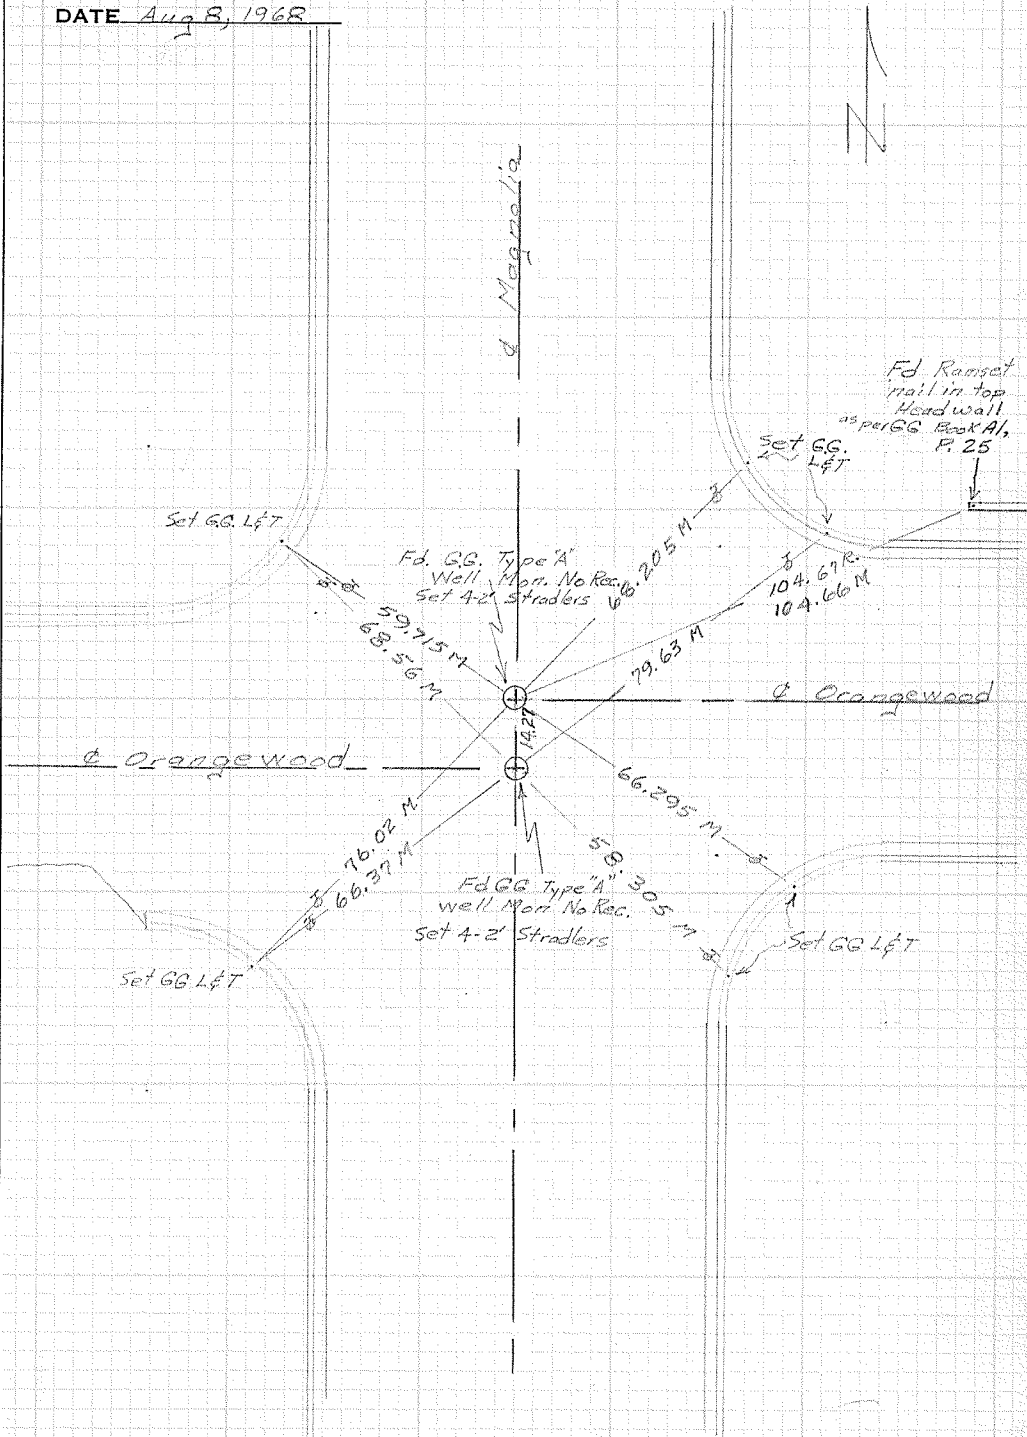 DATE Aug 8, 1968
N
℄ Magnolia
Fd Ramset
nail in top
Headwall
as per GG Book A1,
P. 25
Set G.G.
L&T
Set G.G. L&T
Fd. G.G. Type "A"
Well Mon. No Rec.
Set 4-2' Stradlers
66.205 M
104.67 R.
104.66 M
59.715 M
68.56 M
79.63 M
℄ Orangewood
14.27
℄ Orangewood
66.295 M
76.02 M
66.37 M
58.305 M
Fd GG Type "A"
well Mon No Rec.
Set 4-2' Stradlers
Set GG L&T
Set GG L&T